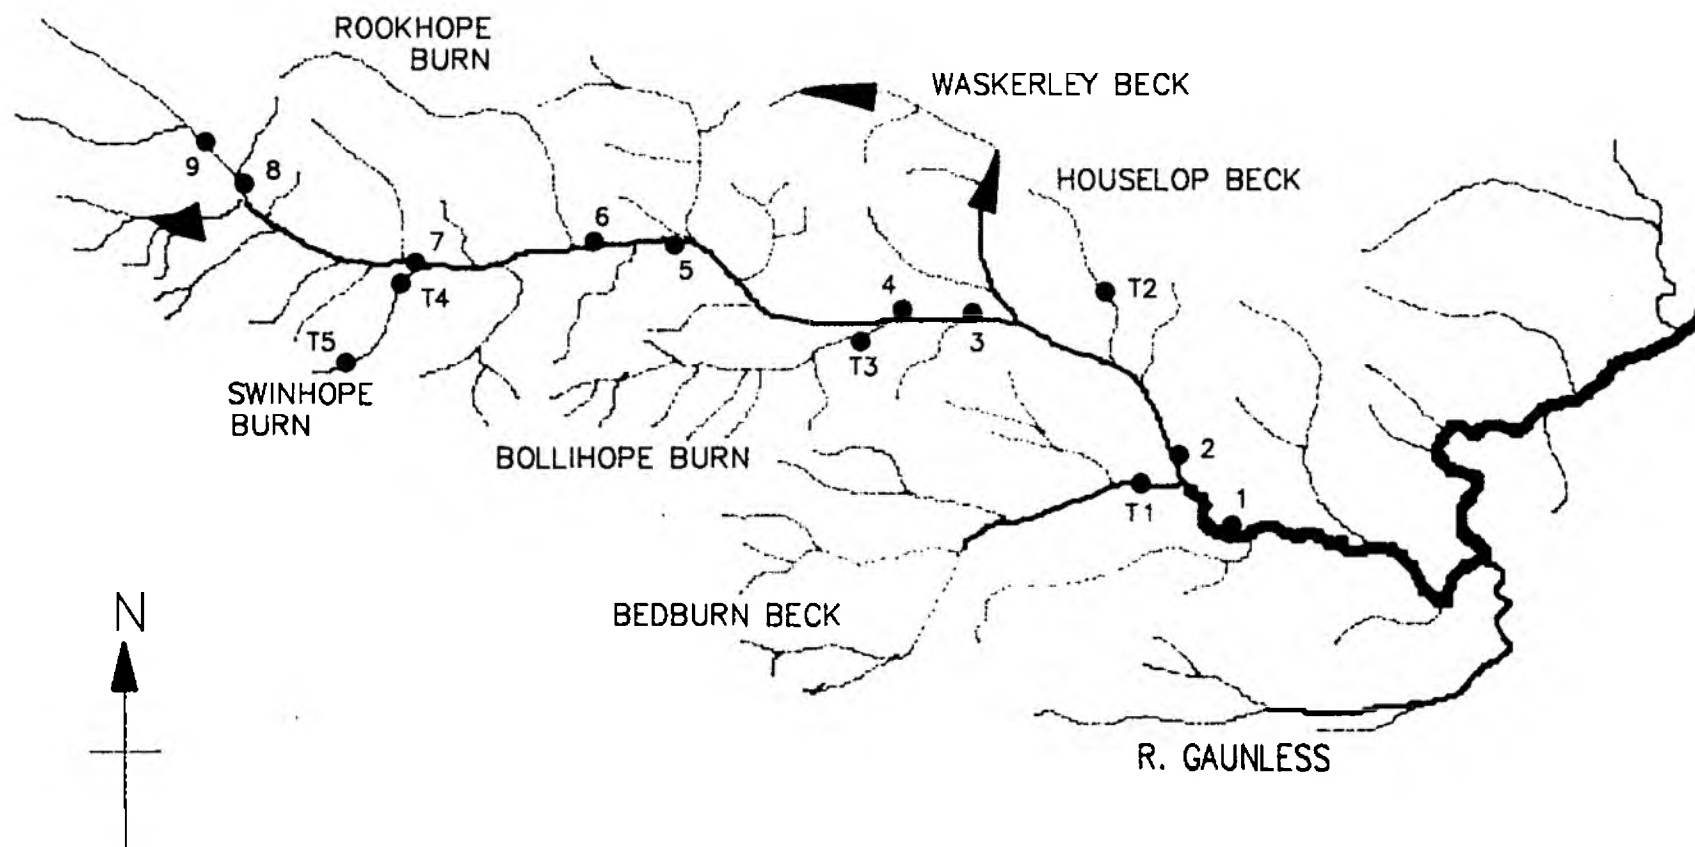 ROOKHOPE
BURN
WASKERLEY BECK
HOUSELOP BECK
9
8
7
6
5
4
3
T2
T4
T5
T3
SWINHOPE
BURN
BOLLIHOPE BURN
2
T1
1
BEDBURN BECK
N
R. GAUNLESS